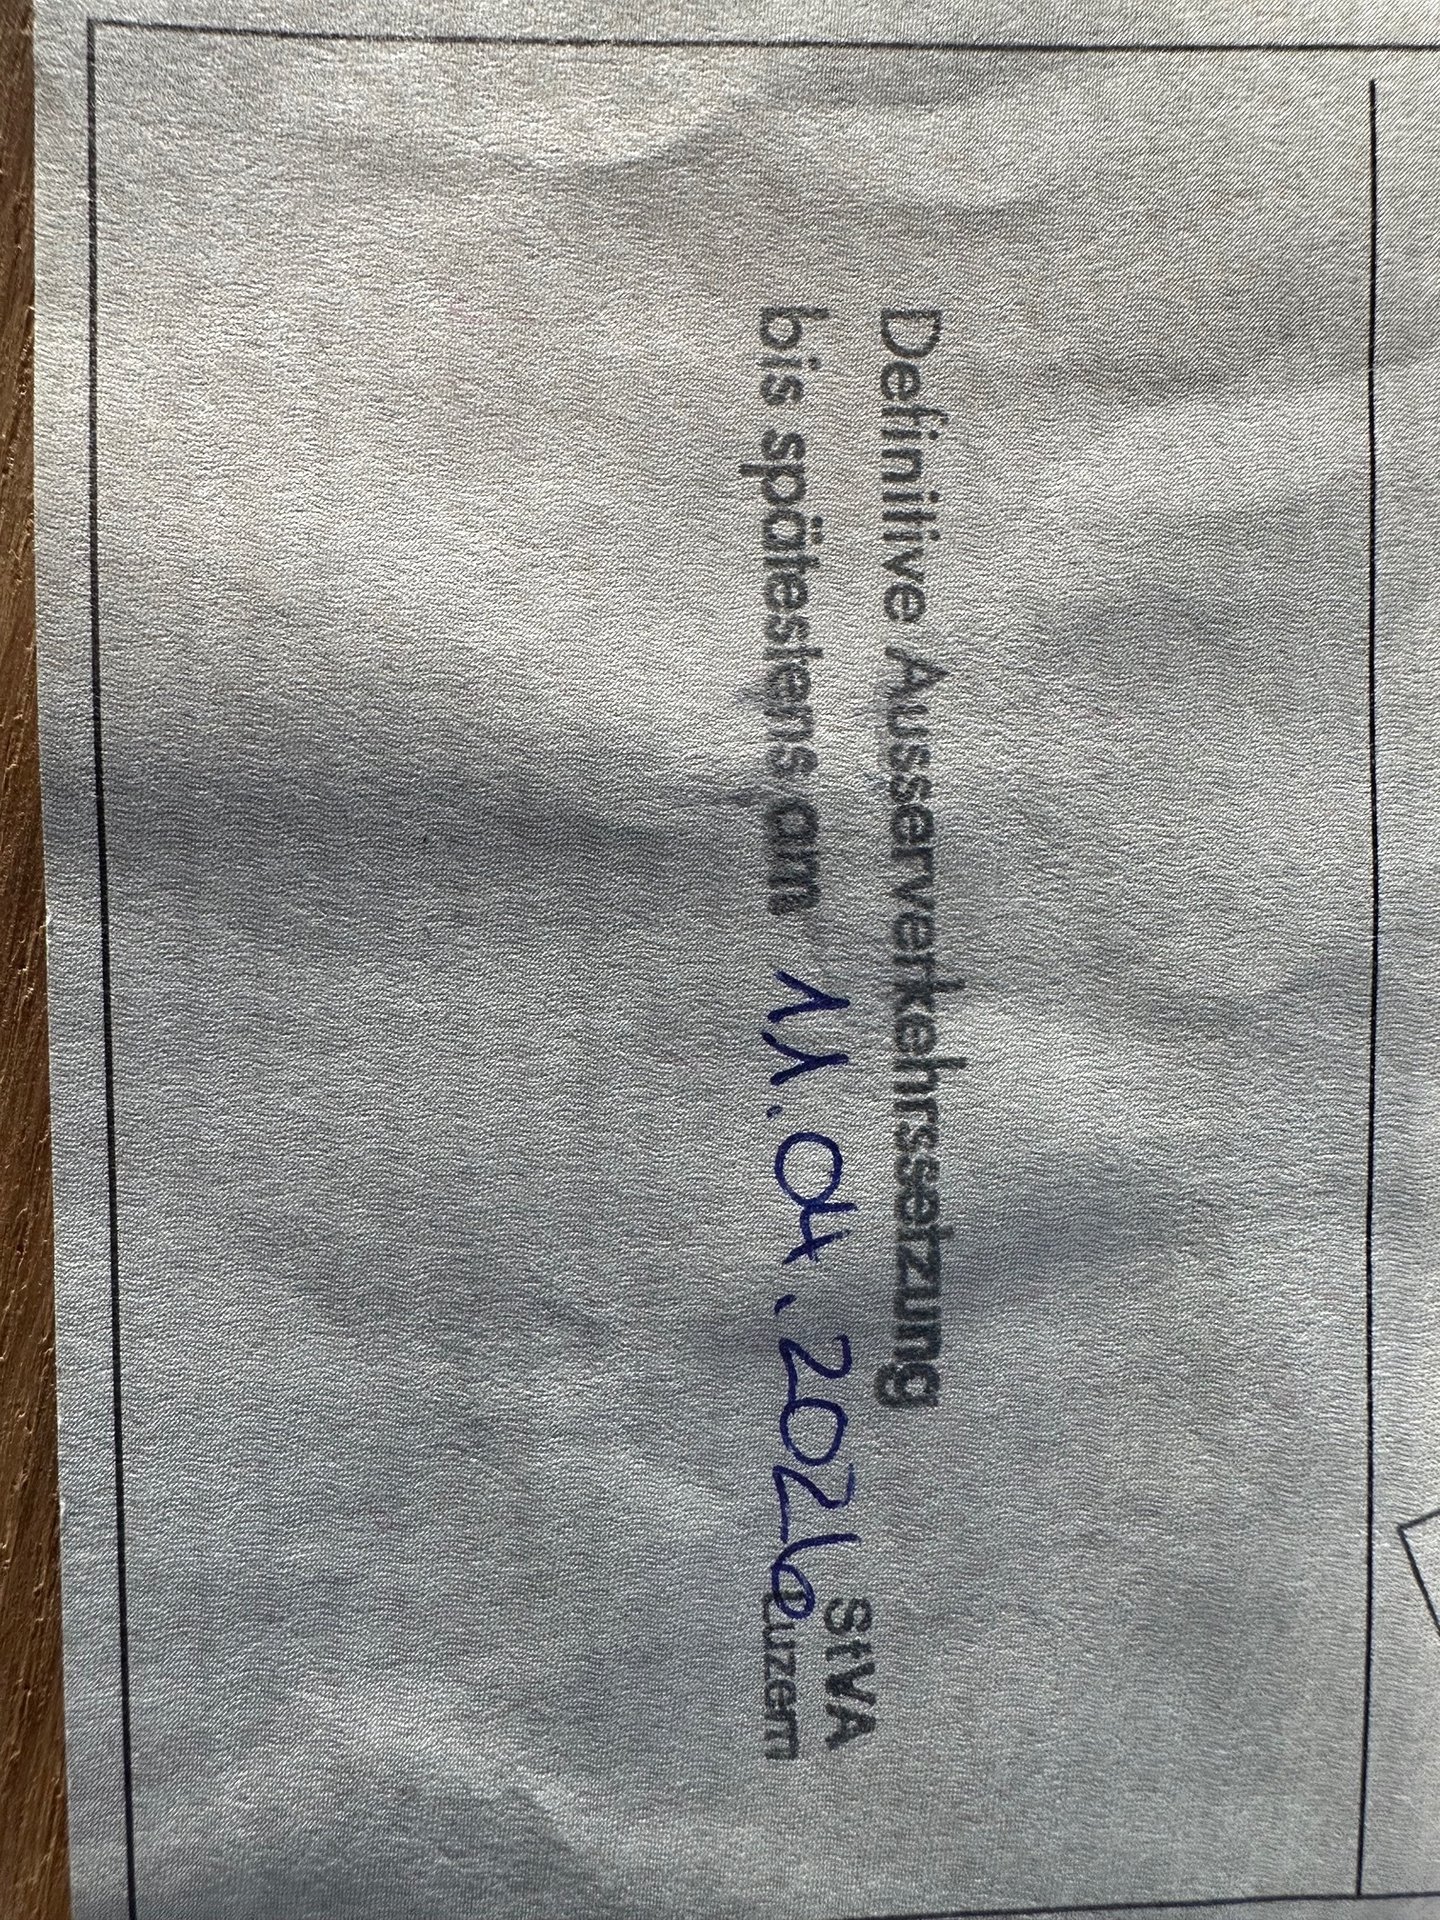 Definitive Ausserverkehrssetzung
bis spätestens am 11.04.2026 StVA
Luzern